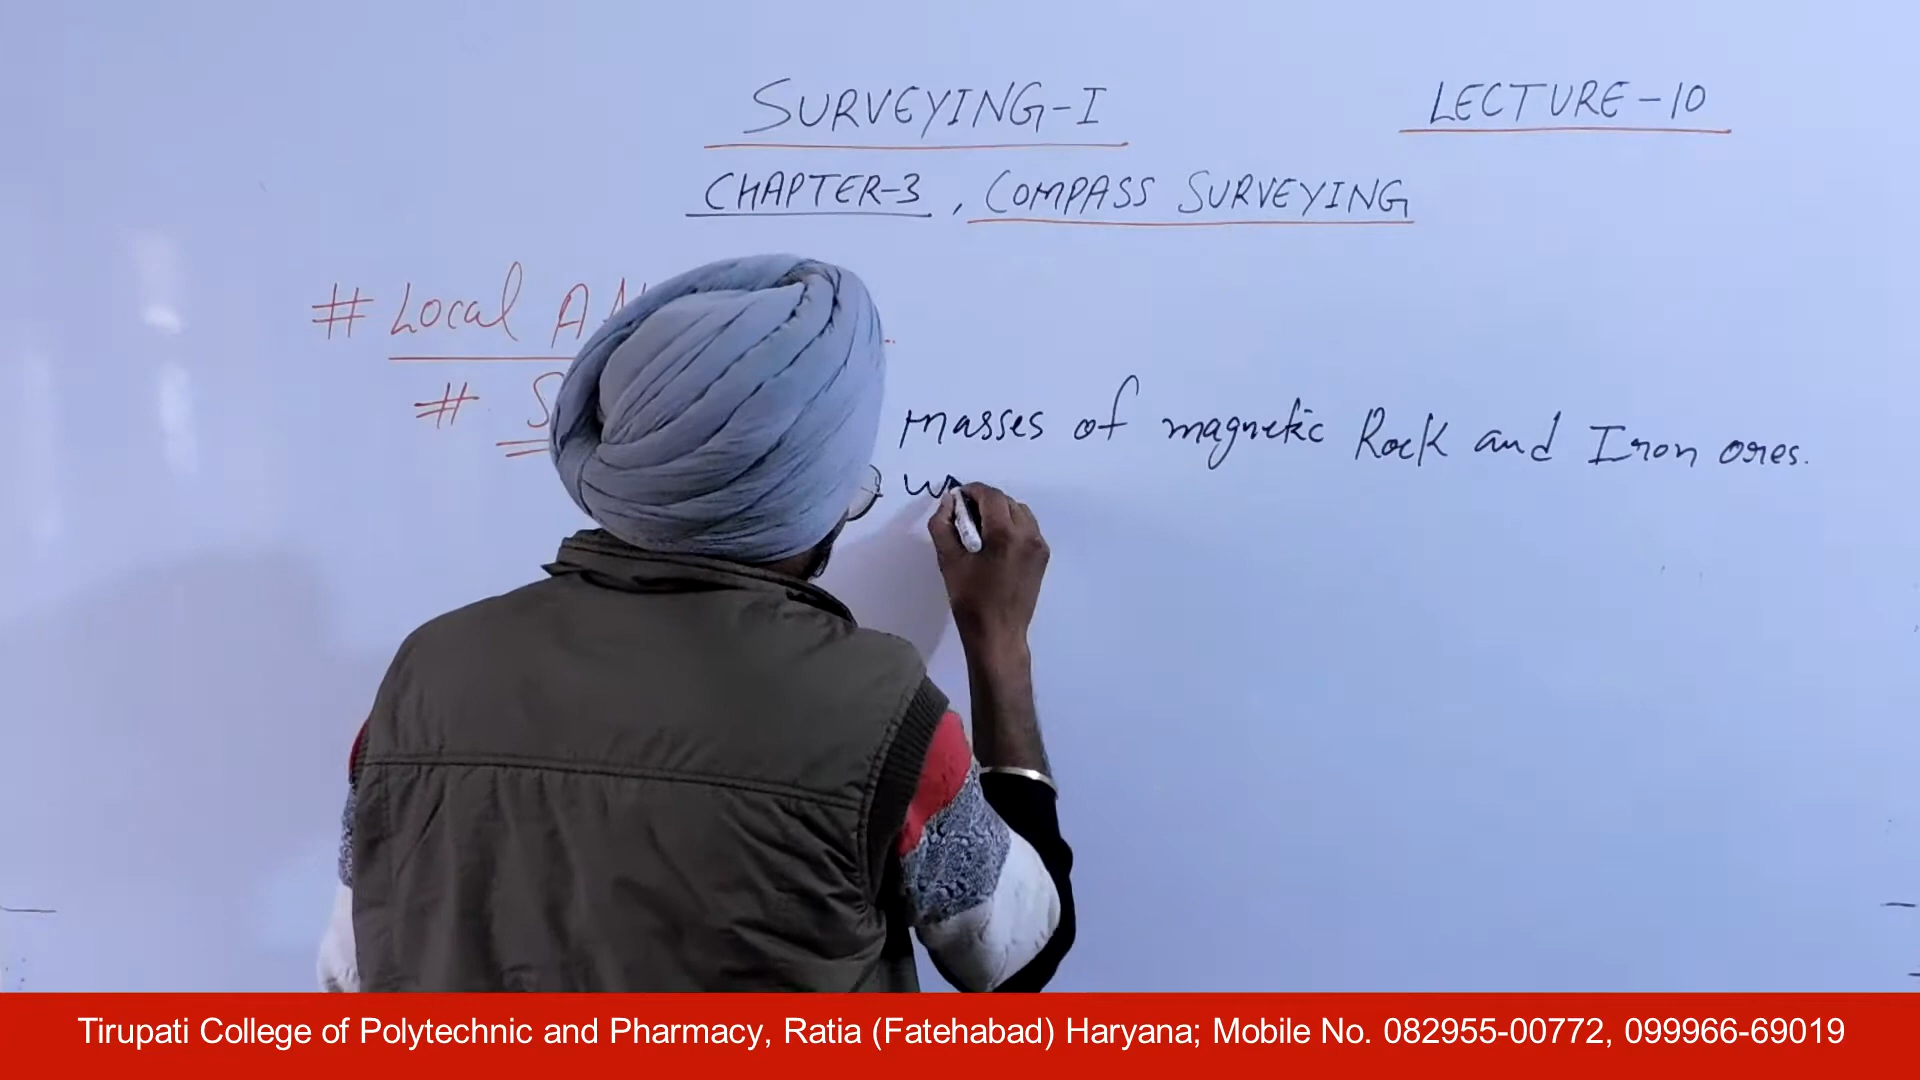 SURVEYING-I
LECTURE-10
CHAPTER-3, COMPASS SURVEYING
# Local
#
masses of magnetic Rock and Iron ores.
Tirupati College of Polytechnic and Pharmacy, Ratia (Fatehabad) Haryana; Mobile No. 082955-00772, 099966-69019